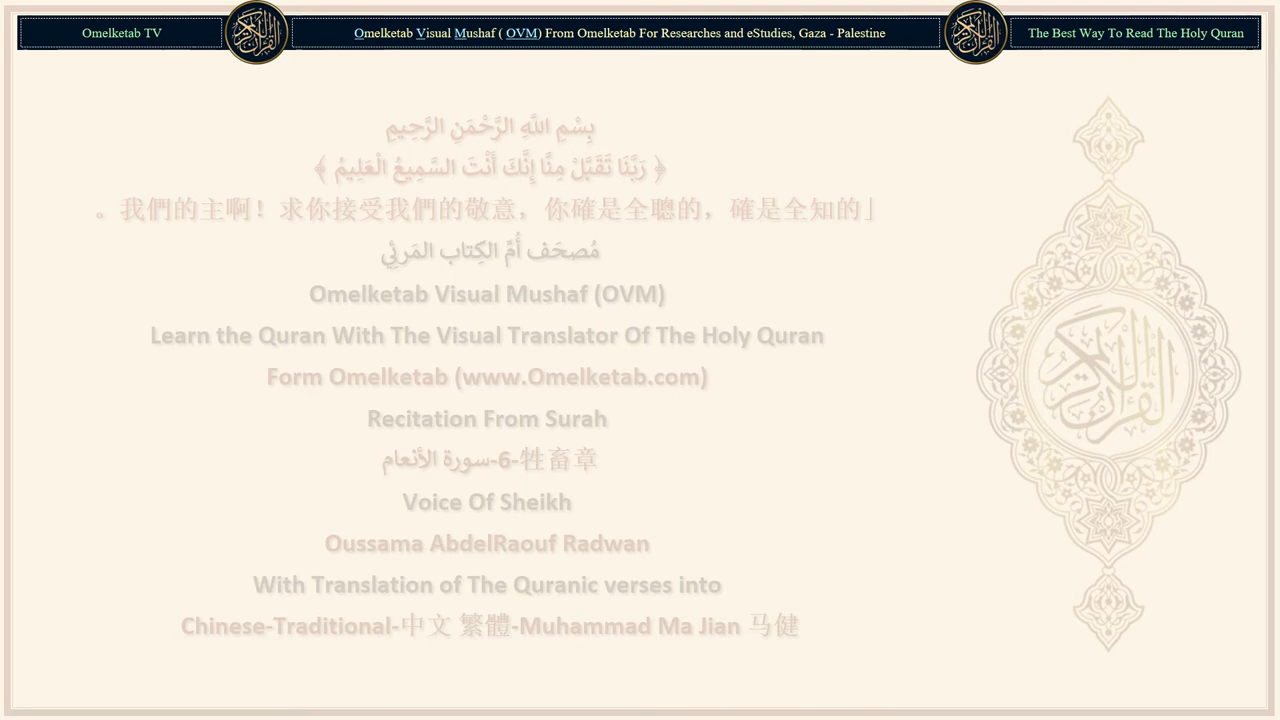 Omelketab TV
Omelketab Visual Mushaf ( OVM) From Omelketab For Researches and eStudies, Gaza - Palestine
The Best Way To Read The Holy Quran
بِسْمِ اللَّهِ الرَّحْمَنِ الرَّحِيمِ
﴿ رَبَّنَا تَقَبَّلْ مِنَّا إِنَّكَ أَنْتَ السَّمِيعُ الْعَلِيمُ ﴾
。我們的主啊！求你接受我們的敬意，你確是全聰的，確是全知的」
مُصحَف أُمِّ الكِتاب المَرئِي
Omelketab Visual Mushaf (OVM)
Learn the Quran With The Visual Translator Of The Holy Quran
Form Omelketab (www.Omelketab.com)
Recitation From Surah
سورة الأنعام-6-牲畜章
Voice Of Sheikh
Oussama AbdelRaouf Radwan
With Translation of The Quranic verses into
Chinese-Traditional-中文 繁體-Muhammad Ma Jian 马健
القرآن الكريم